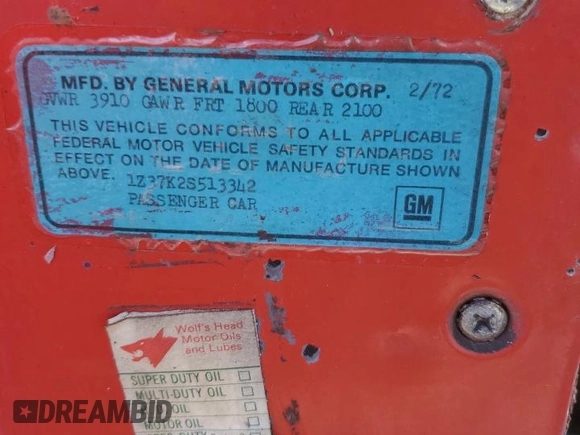 MFD. BY GENERAL MOTORS CORP. 2/72
GVWR 3910 GAWR FRT 1800 REAR 2100
THIS VEHICLE CONFORMS TO ALL APPLICABLE
FEDERAL MOTOR VEHICLE SAFETY STANDARDS IN
EFFECT ON THE DATE OF MANUFACTURE SHOWN
ABOVE. 1Z37K2S513342
PASSENGER CAR
GM
Wolf's Head
Motor Oils
and Lubes
SUPER DUTY OIL
MULTI-DUTY OIL
OIL
MOTOR OIL
DUTY
DREAMBID